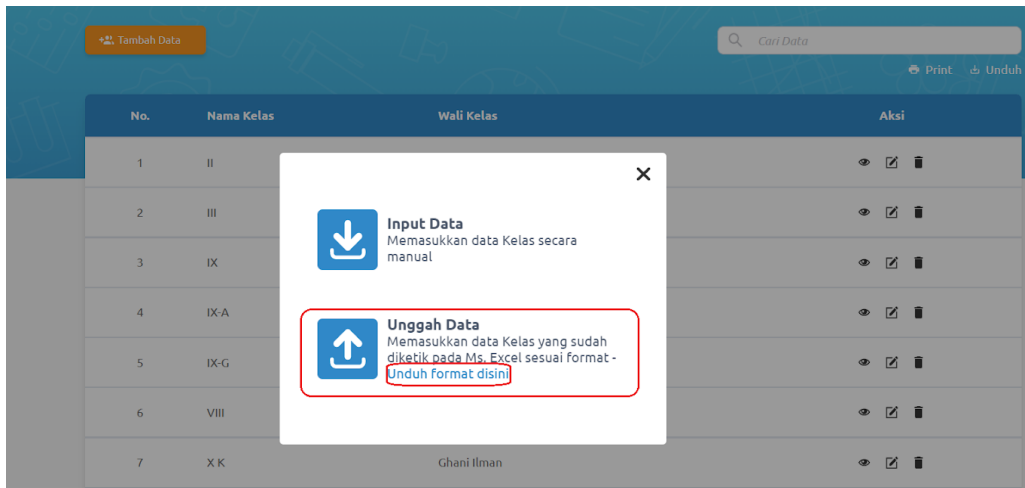 Tambah Data
Cari Data
Print Unduh
No. Nama Kelas Wali Kelas Aksi
1 II
2 III
3 IX
4 IX-A
5 IX-G
6 VIII
7 X K Ghani Ilman
Input Data
Memasukkan data Kelas secara
manual
Unggah Data
Memasukkan data Kelas yang sudah
diketik pada Ms. Excel sesuai format -
Unduh format disini